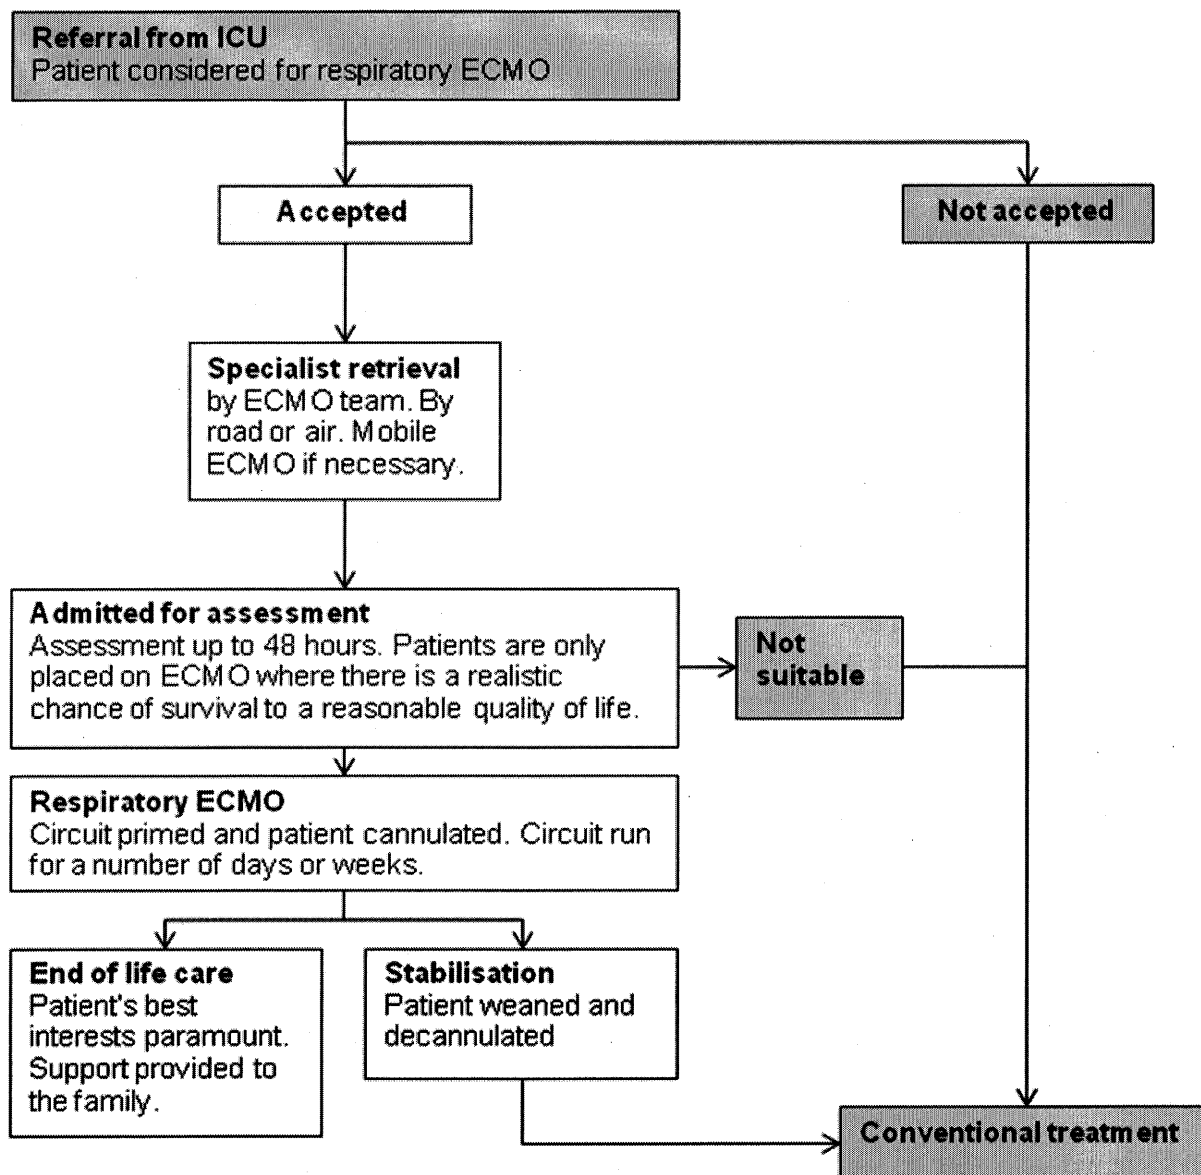 Referral from ICU
Patient considered for respiratory ECMO
Accepted
Not accepted
Specialist retrieval
by ECMO team. By
road or air. Mobile
ECMO if necessary.
Admitted for assessment
Assessment up to 48 hours. Patients are only
placed on ECMO where there is a realistic
chance of survival to a reasonable quality of life.
Not
suitable
Respiratory ECMO
Circuit primed and patient cannulated. Circuit run
for a number of days or weeks.
End of life care
Patient's best
interests paramount.
Support provided to
the family.
Stabilisation
Patient weaned and
decannulated
Conventional treatment